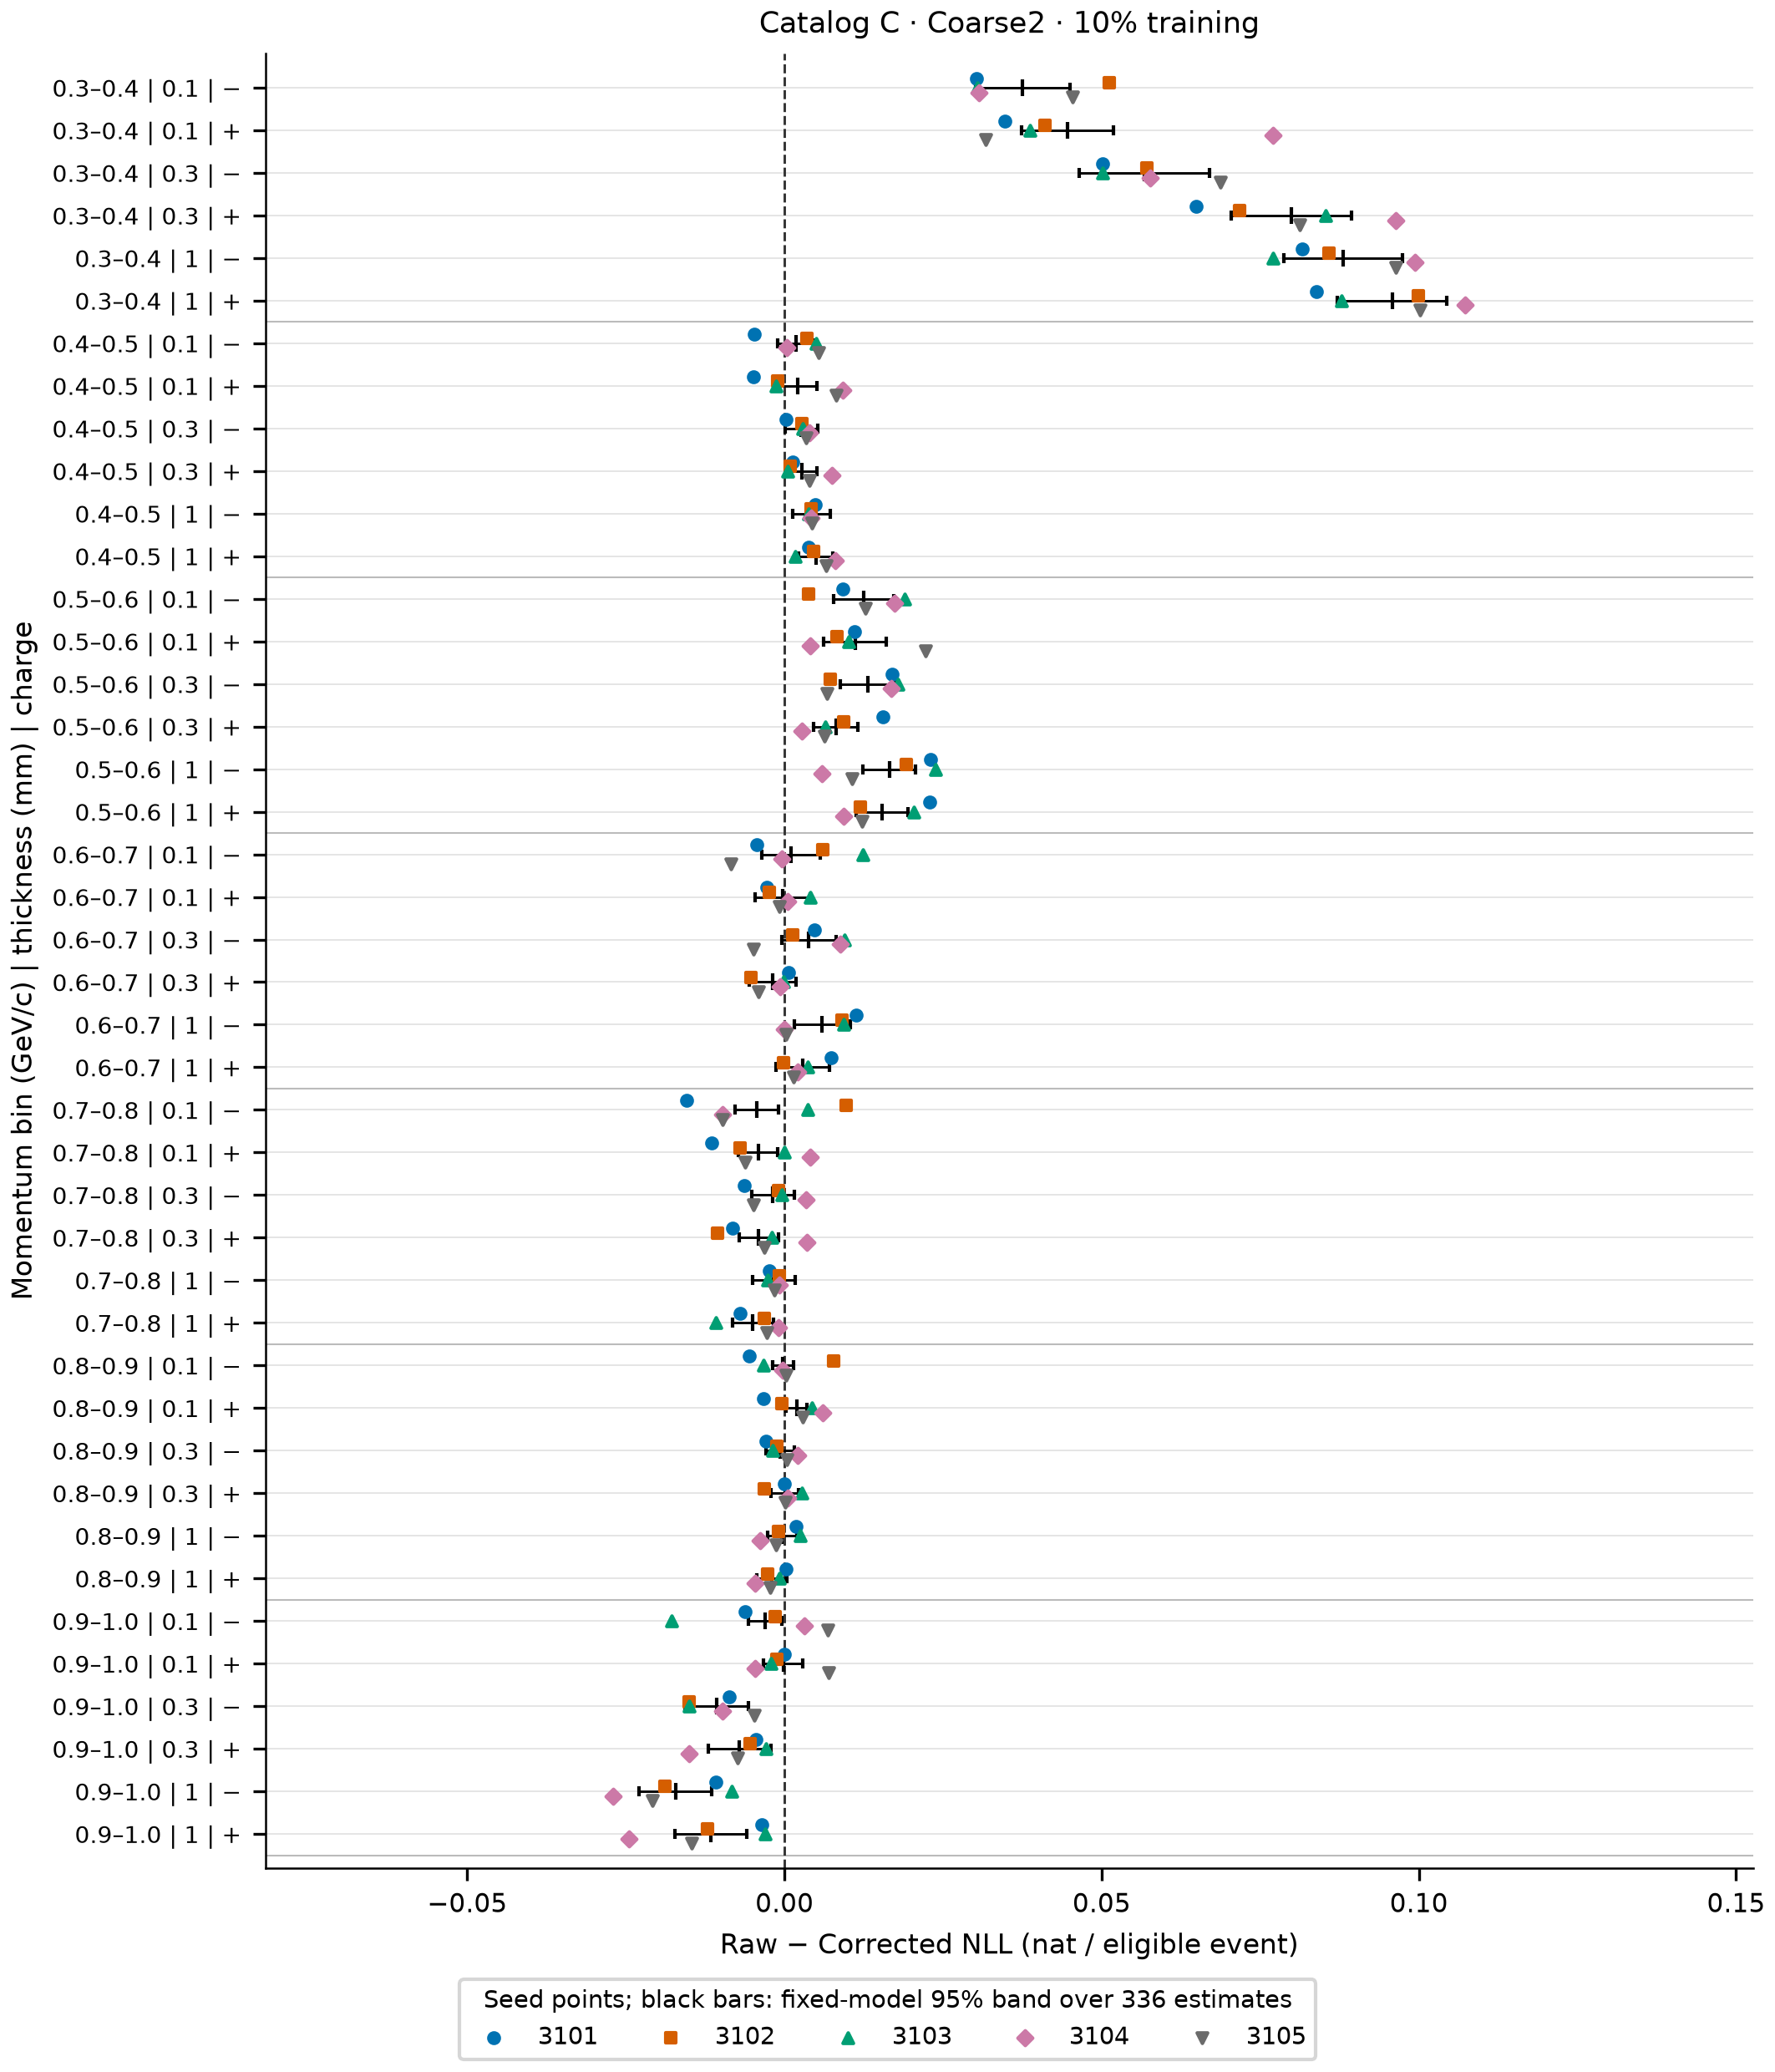 Catalog C · Coarse2 · 10% training
Momentum bin (GeV/c) | thickness (mm) | charge
0.3–0.4 | 0.1 | −
0.3–0.4 | 0.1 | +
0.3–0.4 | 0.3 | −
0.3–0.4 | 0.3 | +
0.3–0.4 | 1 | −
0.3–0.4 | 1 | +
0.4–0.5 | 0.1 | −
0.4–0.5 | 0.1 | +
0.4–0.5 | 0.3 | −
0.4–0.5 | 0.3 | +
0.4–0.5 | 1 | −
0.4–0.5 | 1 | +
0.5–0.6 | 0.1 | −
0.5–0.6 | 0.1 | +
0.5–0.6 | 0.3 | −
0.5–0.6 | 0.3 | +
0.5–0.6 | 1 | −
0.5–0.6 | 1 | +
0.6–0.7 | 0.1 | −
0.6–0.7 | 0.1 | +
0.6–0.7 | 0.3 | −
0.6–0.7 | 0.3 | +
0.6–0.7 | 1 | −
0.6–0.7 | 1 | +
0.7–0.8 | 0.1 | −
0.7–0.8 | 0.1 | +
0.7–0.8 | 0.3 | −
0.7–0.8 | 0.3 | +
0.7–0.8 | 1 | −
0.7–0.8 | 1 | +
0.8–0.9 | 0.1 | −
0.8–0.9 | 0.1 | +
0.8–0.9 | 0.3 | −
0.8–0.9 | 0.3 | +
0.8–0.9 | 1 | −
0.8–0.9 | 1 | +
0.9–1.0 | 0.1 | −
0.9–1.0 | 0.1 | +
0.9–1.0 | 0.3 | −
0.9–1.0 | 0.3 | +
0.9–1.0 | 1 | −
0.9–1.0 | 1 | +
−0.05 0.00 0.05 0.10 0.15
Raw − Corrected NLL (nat / eligible event)
Seed points; black bars: fixed-model 95% band over 336 estimates
3101 3102 3103 3104 3105